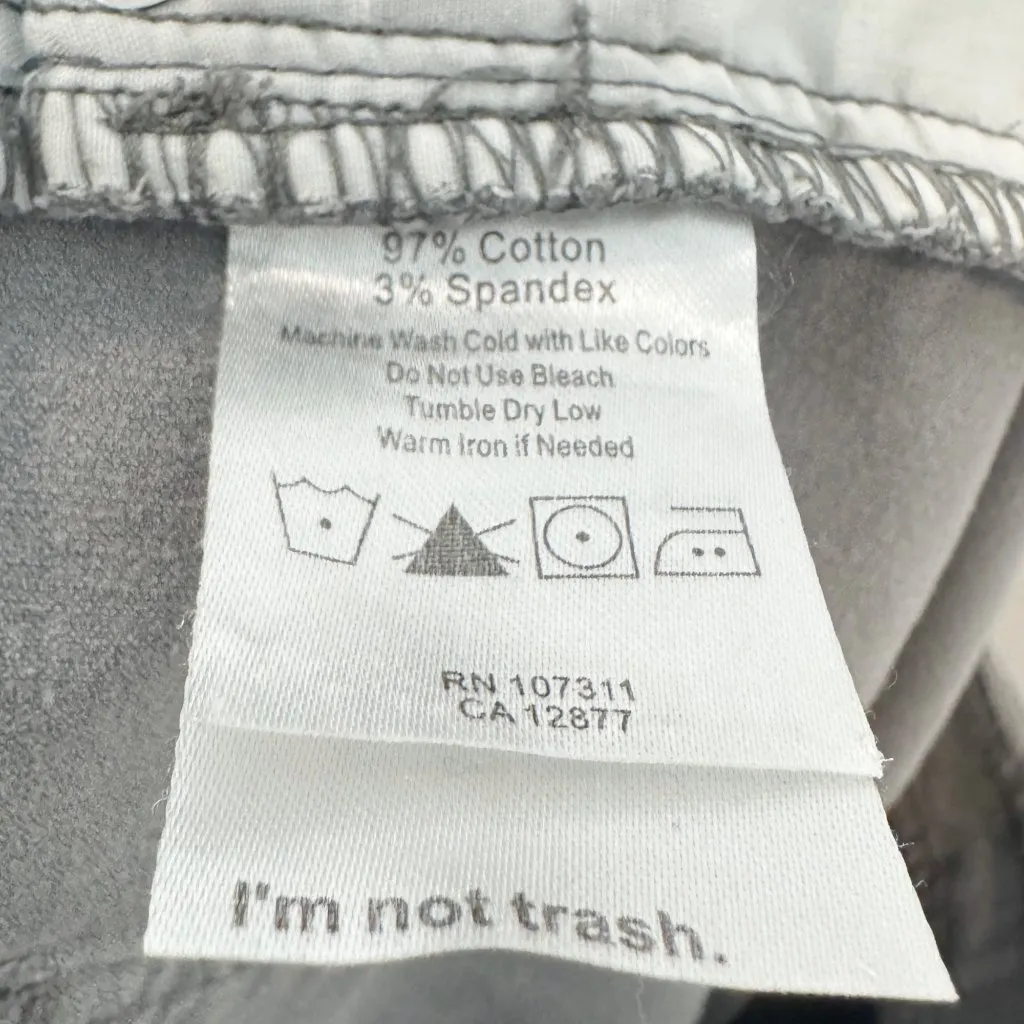 97% Cotton
3% Spandex
Machine Wash Cold with Like Colors
Do Not Use Bleach
Tumble Dry Low
Warm Iron if Needed
RN 107311
CA 12877
I'm not trash.